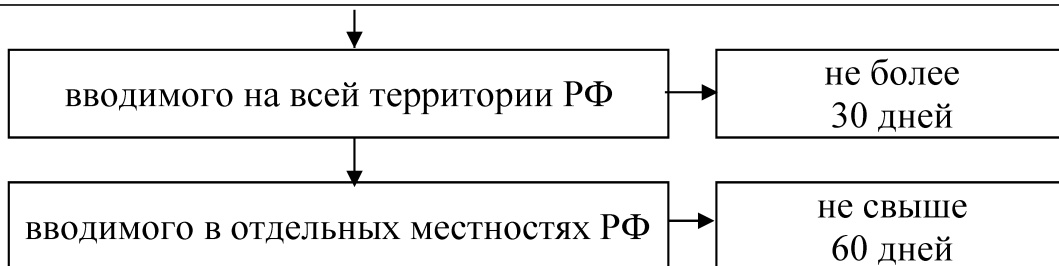 вводимого на всей территории РФ
не более
30 дней
вводимого в отдельных местностях РФ
не свыше
60 дней